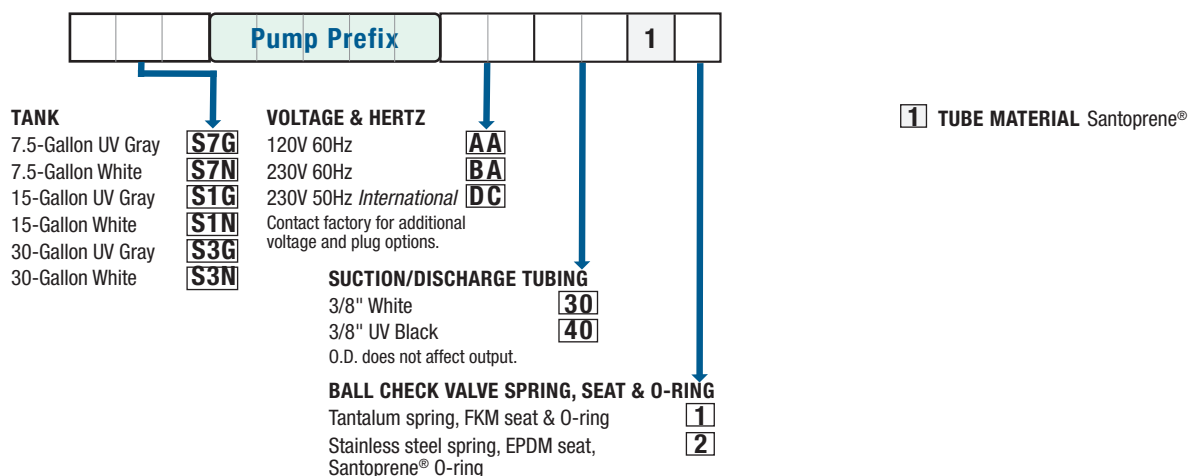 Pump Prefix 1
TANK
7.5-Gallon UV Gray S7G
7.5-Gallon White S7N
15-Gallon UV Gray S1G
15-Gallon White S1N
30-Gallon UV Gray S3G
30-Gallon White S3N
VOLTAGE & HERTZ
120V 60Hz AA
230V 60Hz BA
230V 50Hz International DC
Contact factory for additional
voltage and plug options.
SUCTION/DISCHARGE TUBING
3/8" White 30
3/8" UV Black 40
O.D. does not affect output.
BALL CHECK VALVE SPRING, SEAT & O-RING
Tantalum spring, FKM seat & O-ring 1
Stainless steel spring, EPDM seat, 2
Santoprene® O-ring
1 TUBE MATERIAL Santoprene®